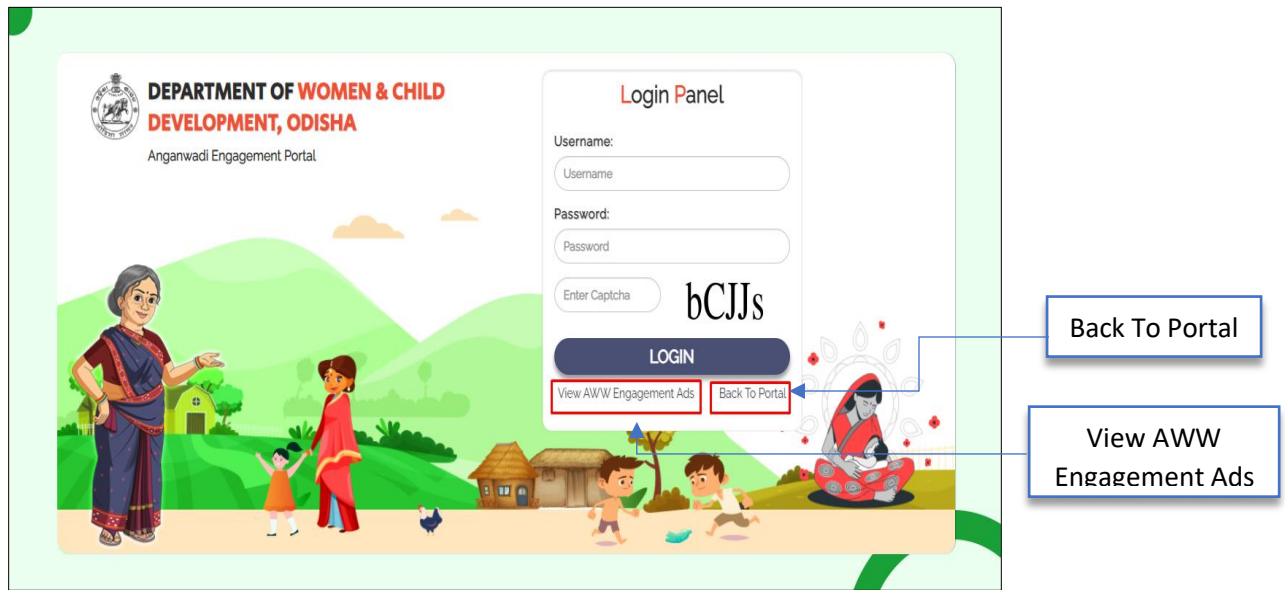 DEPARTMENT OF WOMEN & CHILD
DEVELOPMENT, ODISHA
Anganwadi Engagement Portal
Login Panel
Username:
Username
Password:
Password
Enter Captcha
bCJJs
LOGIN
View AWW Engagement Ads
Back To Portal
Back To Portal
View AWW
Engagement Ads